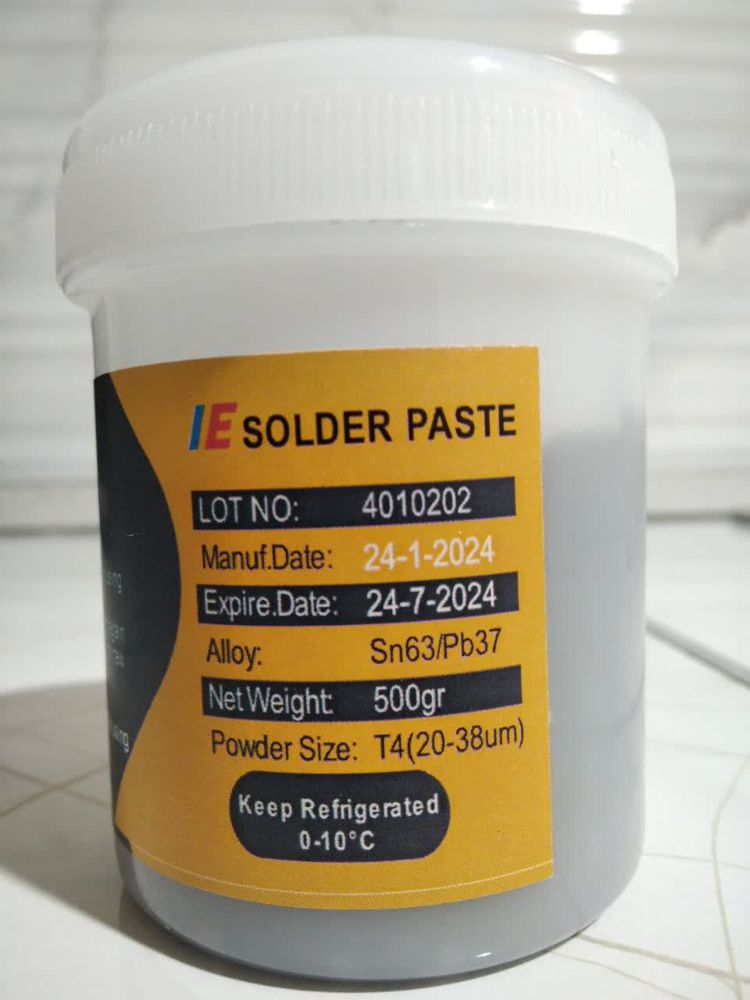 IE SOLDER PASTE
LOT NO: 4010202
Manuf.Date: 24-1-2024
Expire.Date: 24-7-2024
Alloy: Sn63/Pb37
Net Weight: 500gr
Powder Size: T4(20-38um)
Keep Refrigerated
0-10°C